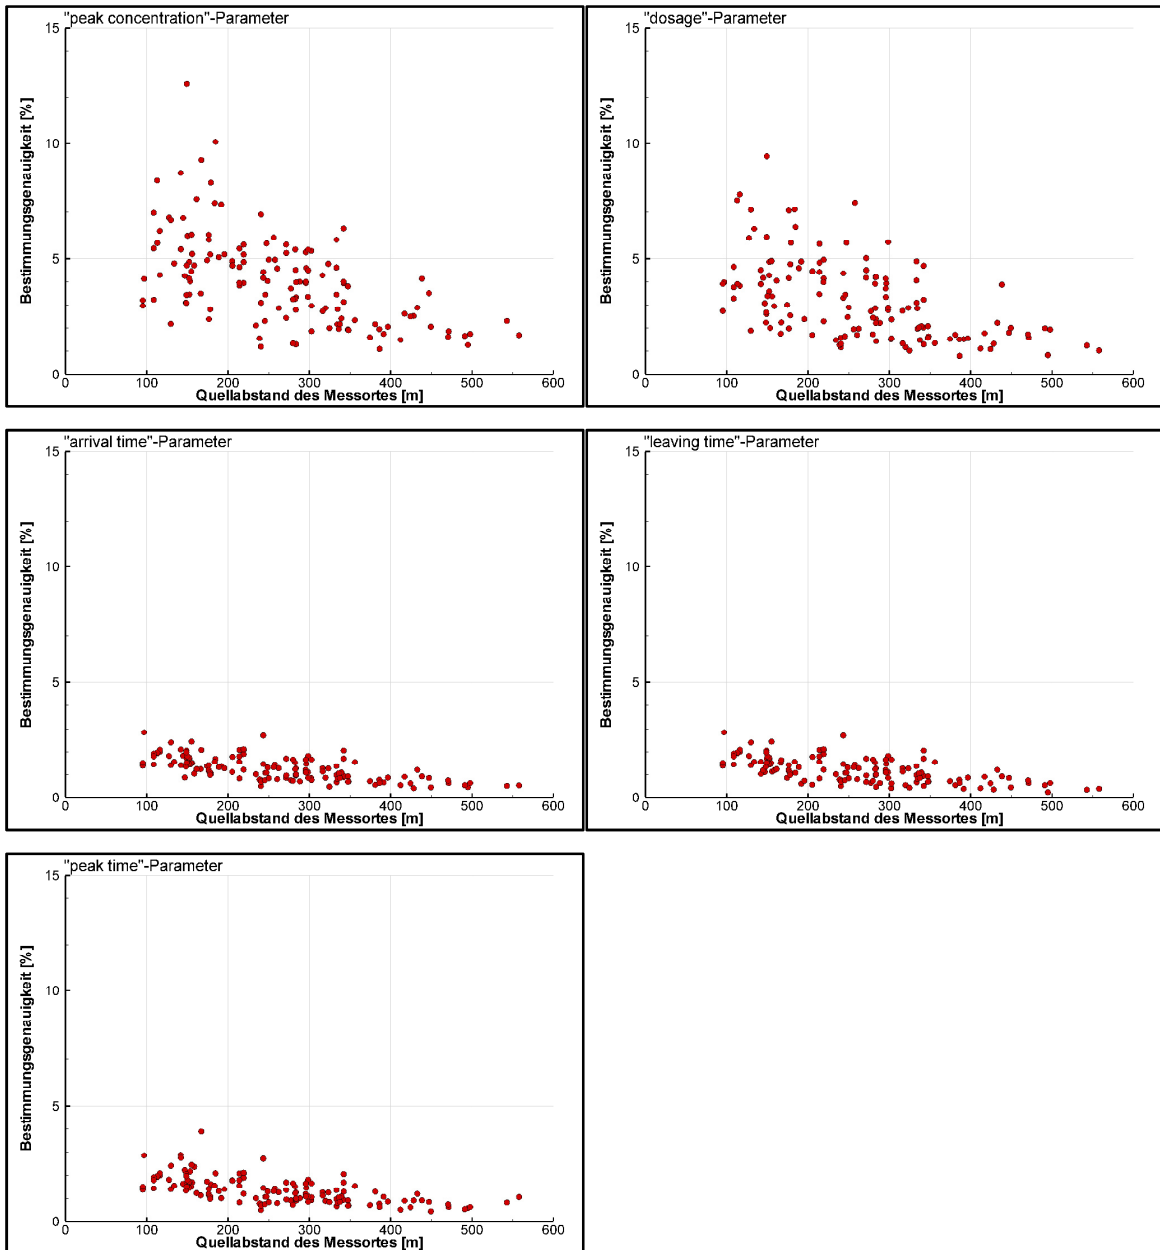 "peak concentration"-Parameter
15
10
5
0
Bestimmungsgenauigkeit [%]
0 100 200 300 400 500 600
Quellabstand des Messortes [m]
"dosage"-Parameter
15
10
5
0
Bestimmungsgenauigkeit [%]
0 100 200 300 400 500 600
Quellabstand des Messortes [m]
"arrival time"-Parameter
15
10
5
0
Bestimmungsgenauigkeit [%]
0 100 200 300 400 500 600
Quellabstand des Messortes [m]
"leaving time"-Parameter
15
10
5
0
Bestimmungsgenauigkeit [%]
0 100 200 300 400 500 600
Quellabstand des Messortes [m]
"peak time"-Parameter
15
10
5
0
Bestimmungsgenauigkeit [%]
0 100 200 300 400 500 600
Quellabstand des Messortes [m]